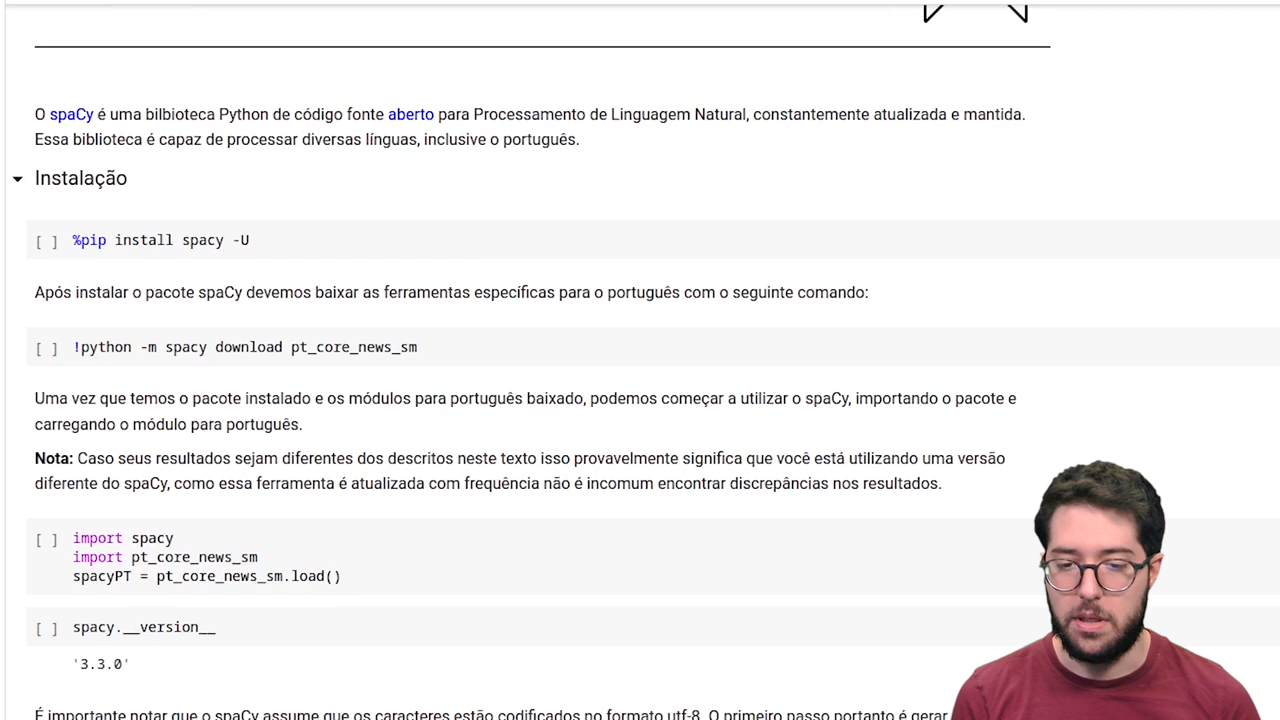 O spaCy é uma bilbioteca Python de código fonte aberto para Processamento de Linguagem Natural, constantemente atualizada e mantida.
Essa biblioteca é capaz de processar diversas línguas, inclusive o português.
Instalação
[ ] %pip install spacy -U
Após instalar o pacote spaCy devemos baixar as ferramentas específicas para o português com o seguinte comando:
[ ] !python -m spacy download pt_core_news_sm
Uma vez que temos o pacote instalado e os módulos para português baixado, podemos começar a utilizar o spaCy, importando o pacote e
carregando o módulo para português.
Nota: Caso seus resultados sejam diferentes dos descritos neste texto isso provavelmente significa que você está utilizando uma versão
diferente do spaCy, como essa ferramenta é atualizada com frequência não é incomum encontrar discrepâncias nos resultados.
[ ] import spacy
import pt_core_news_sm
spacyPT = pt_core_news_sm.load()
[ ] spacy.__version__
'3.3.0'
É importante notar que o spaCy assume que os caracteres estão codificados no formato utf-8. O primeiro passo portanto é gerar